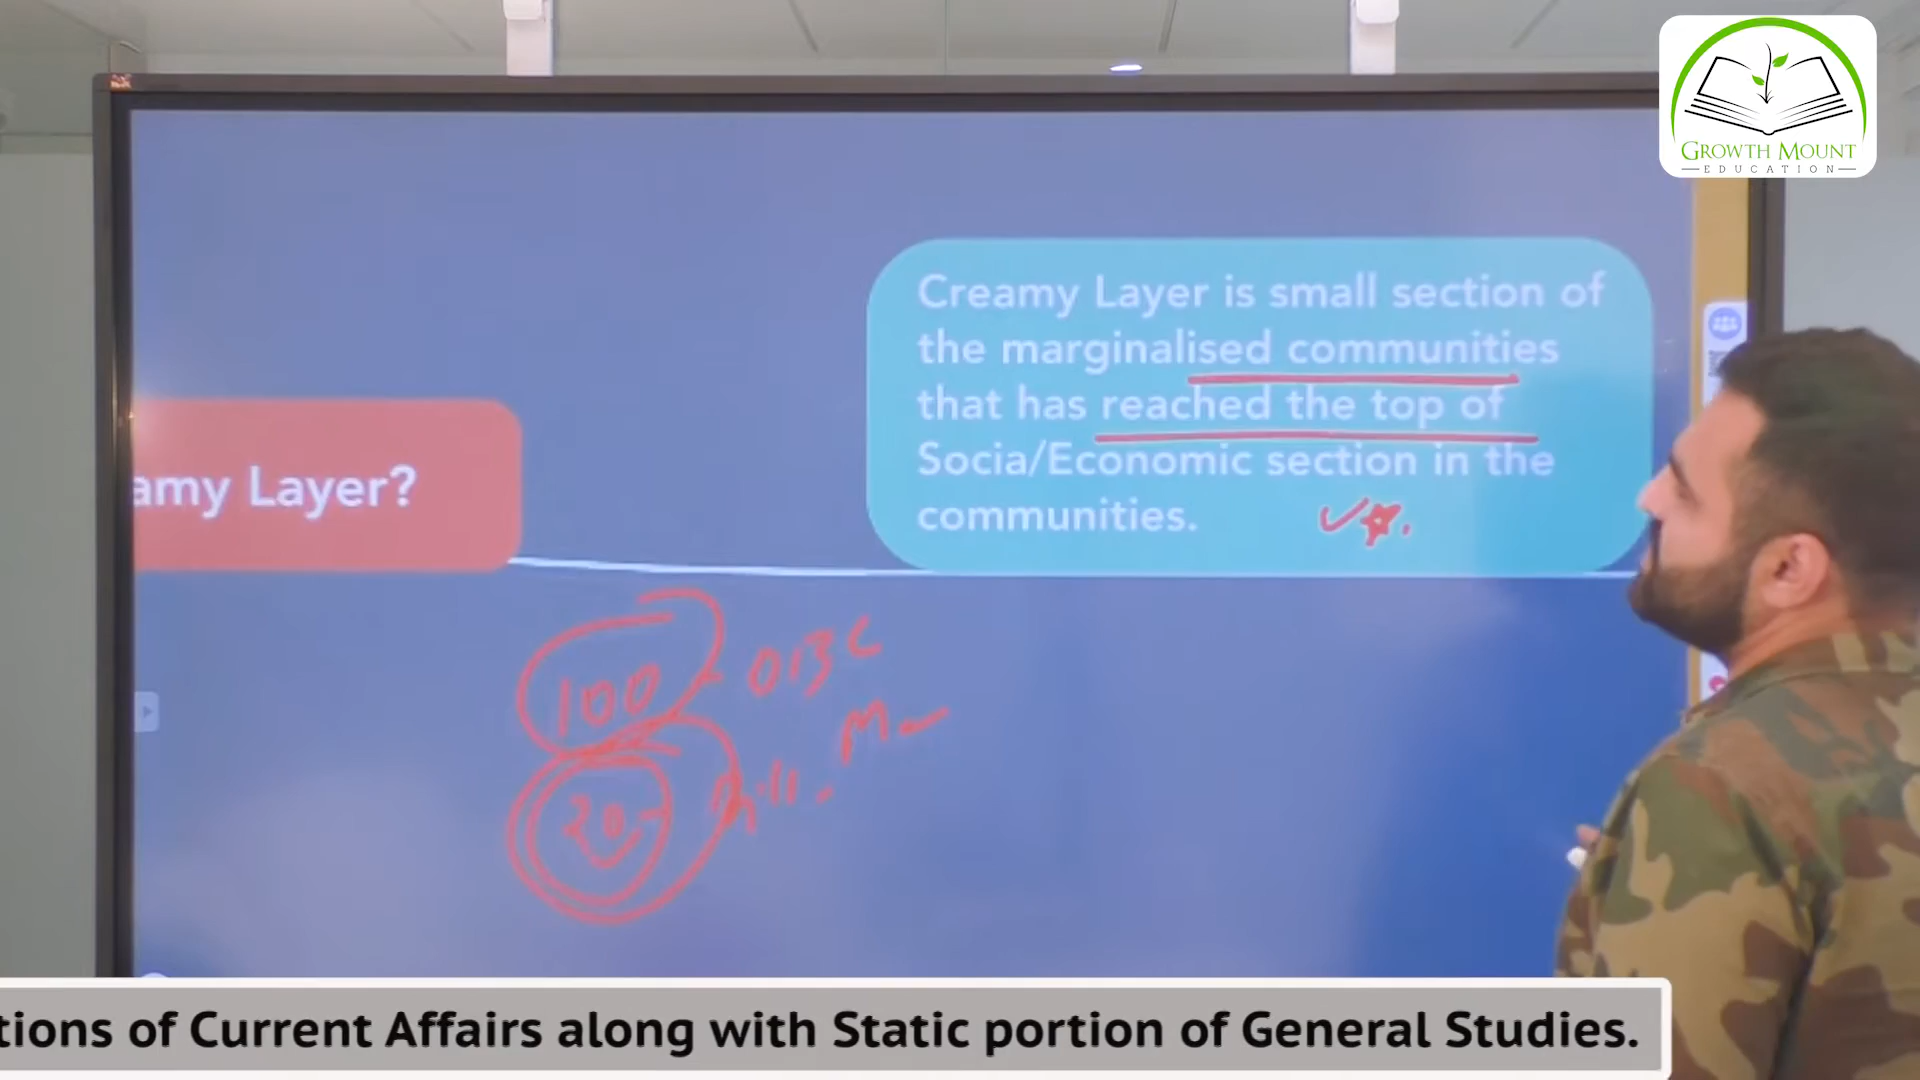 GROWTH MOUNT
EDUCATION
Creamy Layer is small section of
the marginalised communities
that has reached the top of
Socia/Economic section in the
communities.
amy Layer?
100 OBC
20
tions of Current Affairs along with Static portion of General Studies.